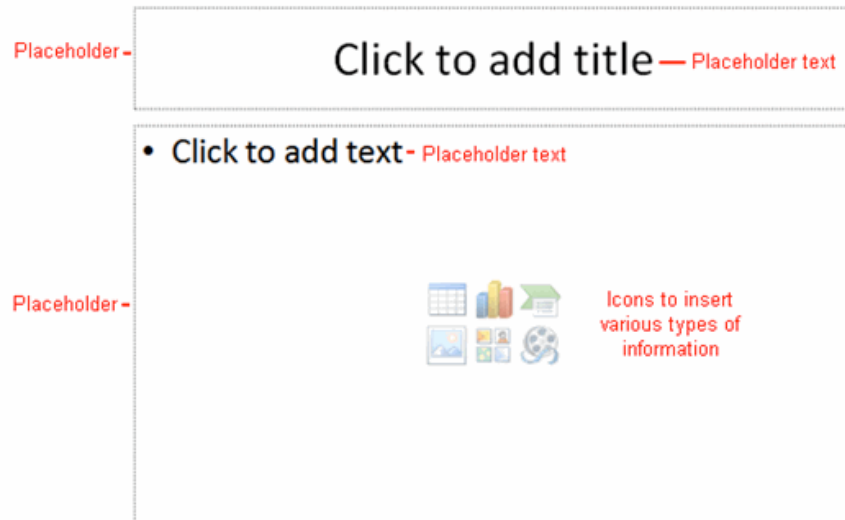 Placeholder
Click to add title
Placeholder text
• Click to add text
Placeholder text
Placeholder
Icons to insert
various types of
information